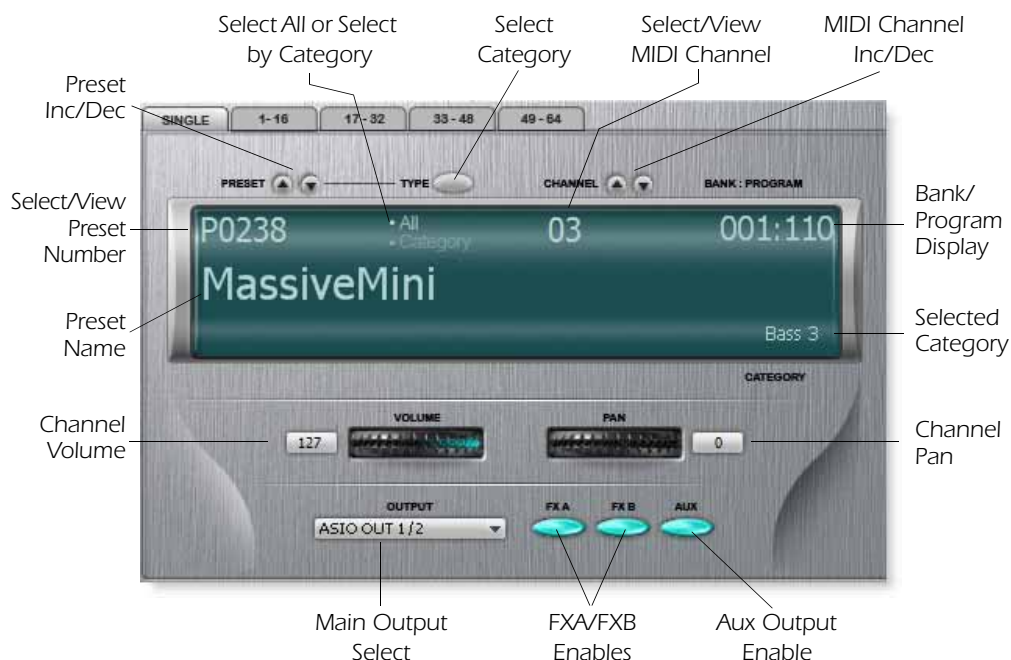 Select All or Select
by Category
Select
Category
Select/View
MIDI Channel
MIDI Channel
Inc/Dec
Preset
Inc/Dec
SINGLE
1- 16
17 - 32
33 - 48
49 - 64
PRESET
TYPE
CHANNEL
BANK : PROGRAM
Select/View
Preset
Number
P0238
• All
• Category
03
001:110
Bank/
Program
Display
MassiveMini
Preset
Name
Bass 3
Selected
Category
CATEGORY
Channel
Volume
127
VOLUME
PAN
0
Channel
Pan
OUTPUT
ASIO OUT 1/2
FX A
FX B
AUX
Main Output
Select
FXA/FXB
Enables
Aux Output
Enable